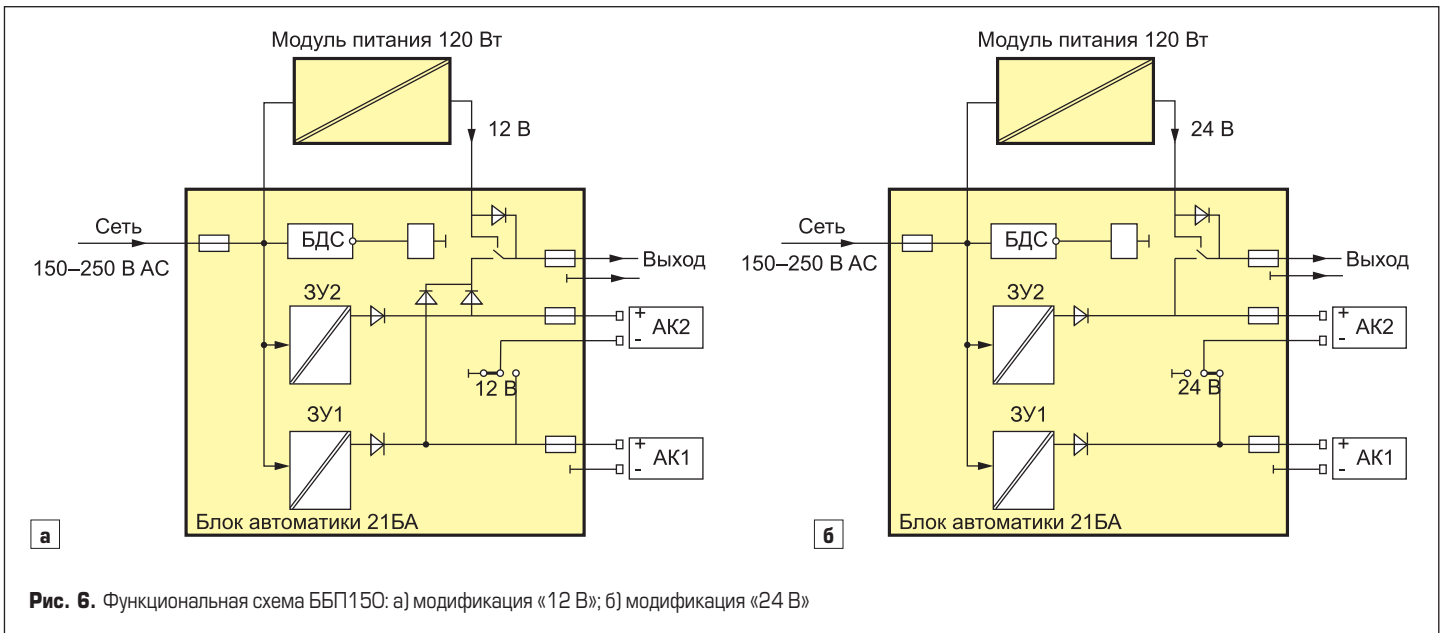 Модуль питания 120 Вт
12 В
Сеть
150–250 В AC
БДС
Выход
ЗУ2
+
-
АК2
12 В
ЗУ1
+
-
АК1
Блок автоматики 21БА
а
Модуль питания 120 Вт
24 В
Сеть
150–250 В AC
БДС
Выход
ЗУ2
+
-
АК2
24 В
ЗУ1
+
-
АК1
Блок автоматики 21БА
б
Рис. 6. Функциональная схема ББП150: а) модификация «12 В»; б) модификация «24 В»